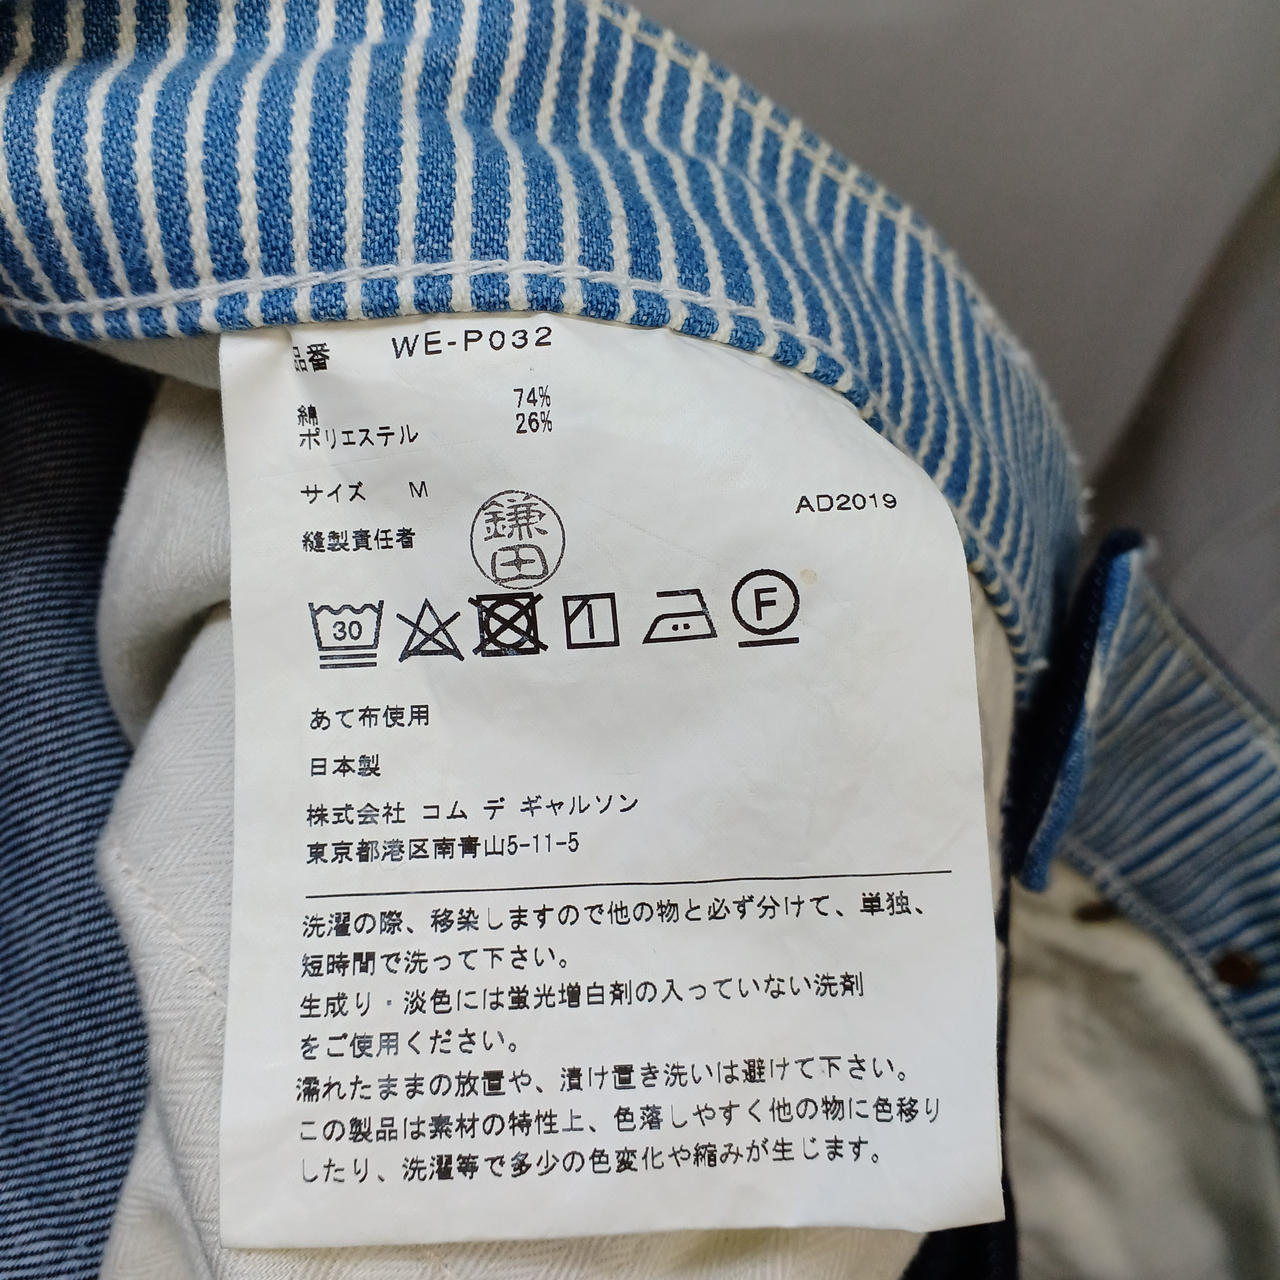 品番 WE-P032
綿 74%
ポリエステル 26%
サイズ M
AD2019
縫製責任者 鎌田
30 F
あて布使用
日本製
株式会社 コム デ ギャルソン
東京都港区南青山5-11-5
洗濯の際、移染しますので他の物と必ず分けて、単独、
短時間で洗って下さい。
生成り・淡色には蛍光増白剤の入っていない洗剤
をご使用ください。
濡れたままの放置や、漬け置き洗いは避けて下さい。
この製品は素材の特性上、色落しやすく他の物に色移り
したり、洗濯等で多少の色変化や縮みが生じます。